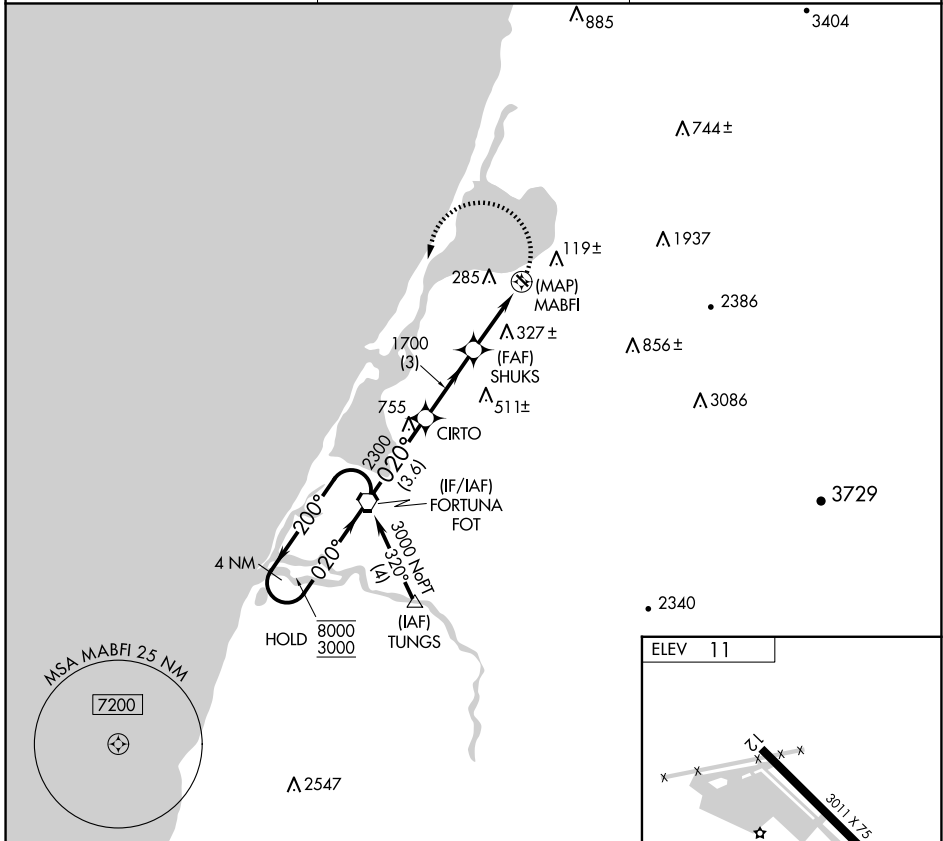 885
3404
744±
1937
119±
285
(MAP)
MABFI
2386
327±
856±
1700
(3)
(FAF)
SHUKS
3086
511±
755
CIRTO
2300
020°
(3.6)
(IF/IAF)
FORTUNA
FOT
3729
200°
020°
3000 NoPT
320°
(4)
4 NM
HOLD
8000
3000
(IAF)
TUNGS
2340
MSA MABFI 25 NM
7200
2547
ELEV 11
12
3011 X 75